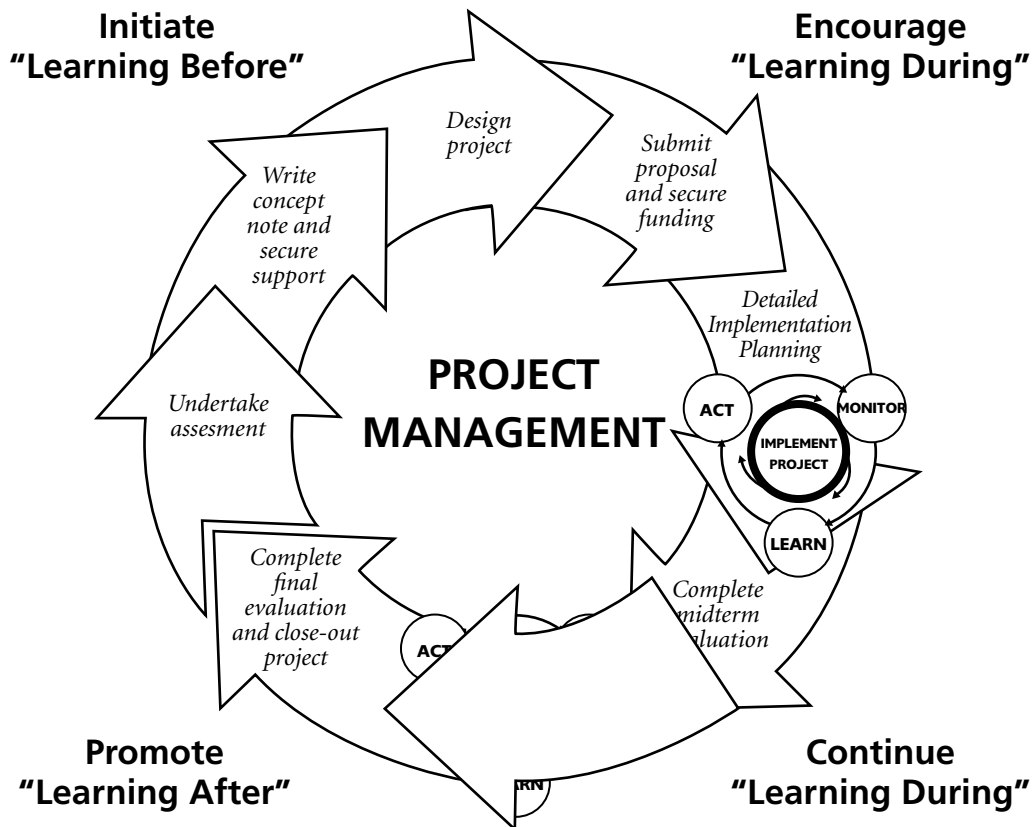 Initiate
"Learning Before"
Encourage
"Learning During"
Design
project
Submit
proposal
and secure
funding
Write
concept
note and
secure
support
Detailed
Implementation
Planning
PROJECT
MANAGEMENT
Undertake
assesment
ACT
MONITOR
IMPLEMENT
PROJECT
LEARN
Complete
final
evaluation
and close-out
project
Complete
midterm
ACT
Promote
"Learning After"
Continue
"Learning During"